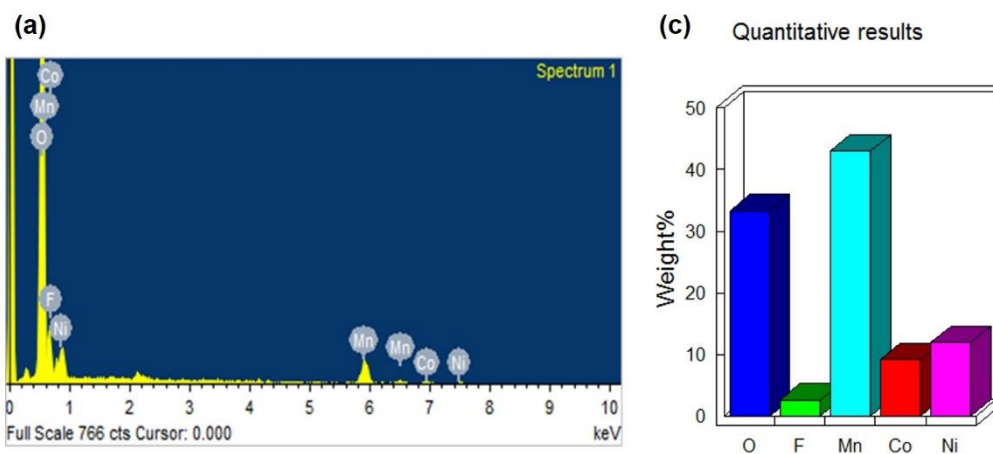 (a)
Spectrum 1
Co
Mn
O
F
Ni
Mn
Mn
Co
Ni
0 1 2 3 4 5 6 7 8 9 10
Full Scale 766 cts Cursor: 0.000 keV
(c) Quantitative results
Weight%
50
40
30
20
10
0
O F Mn Co Ni